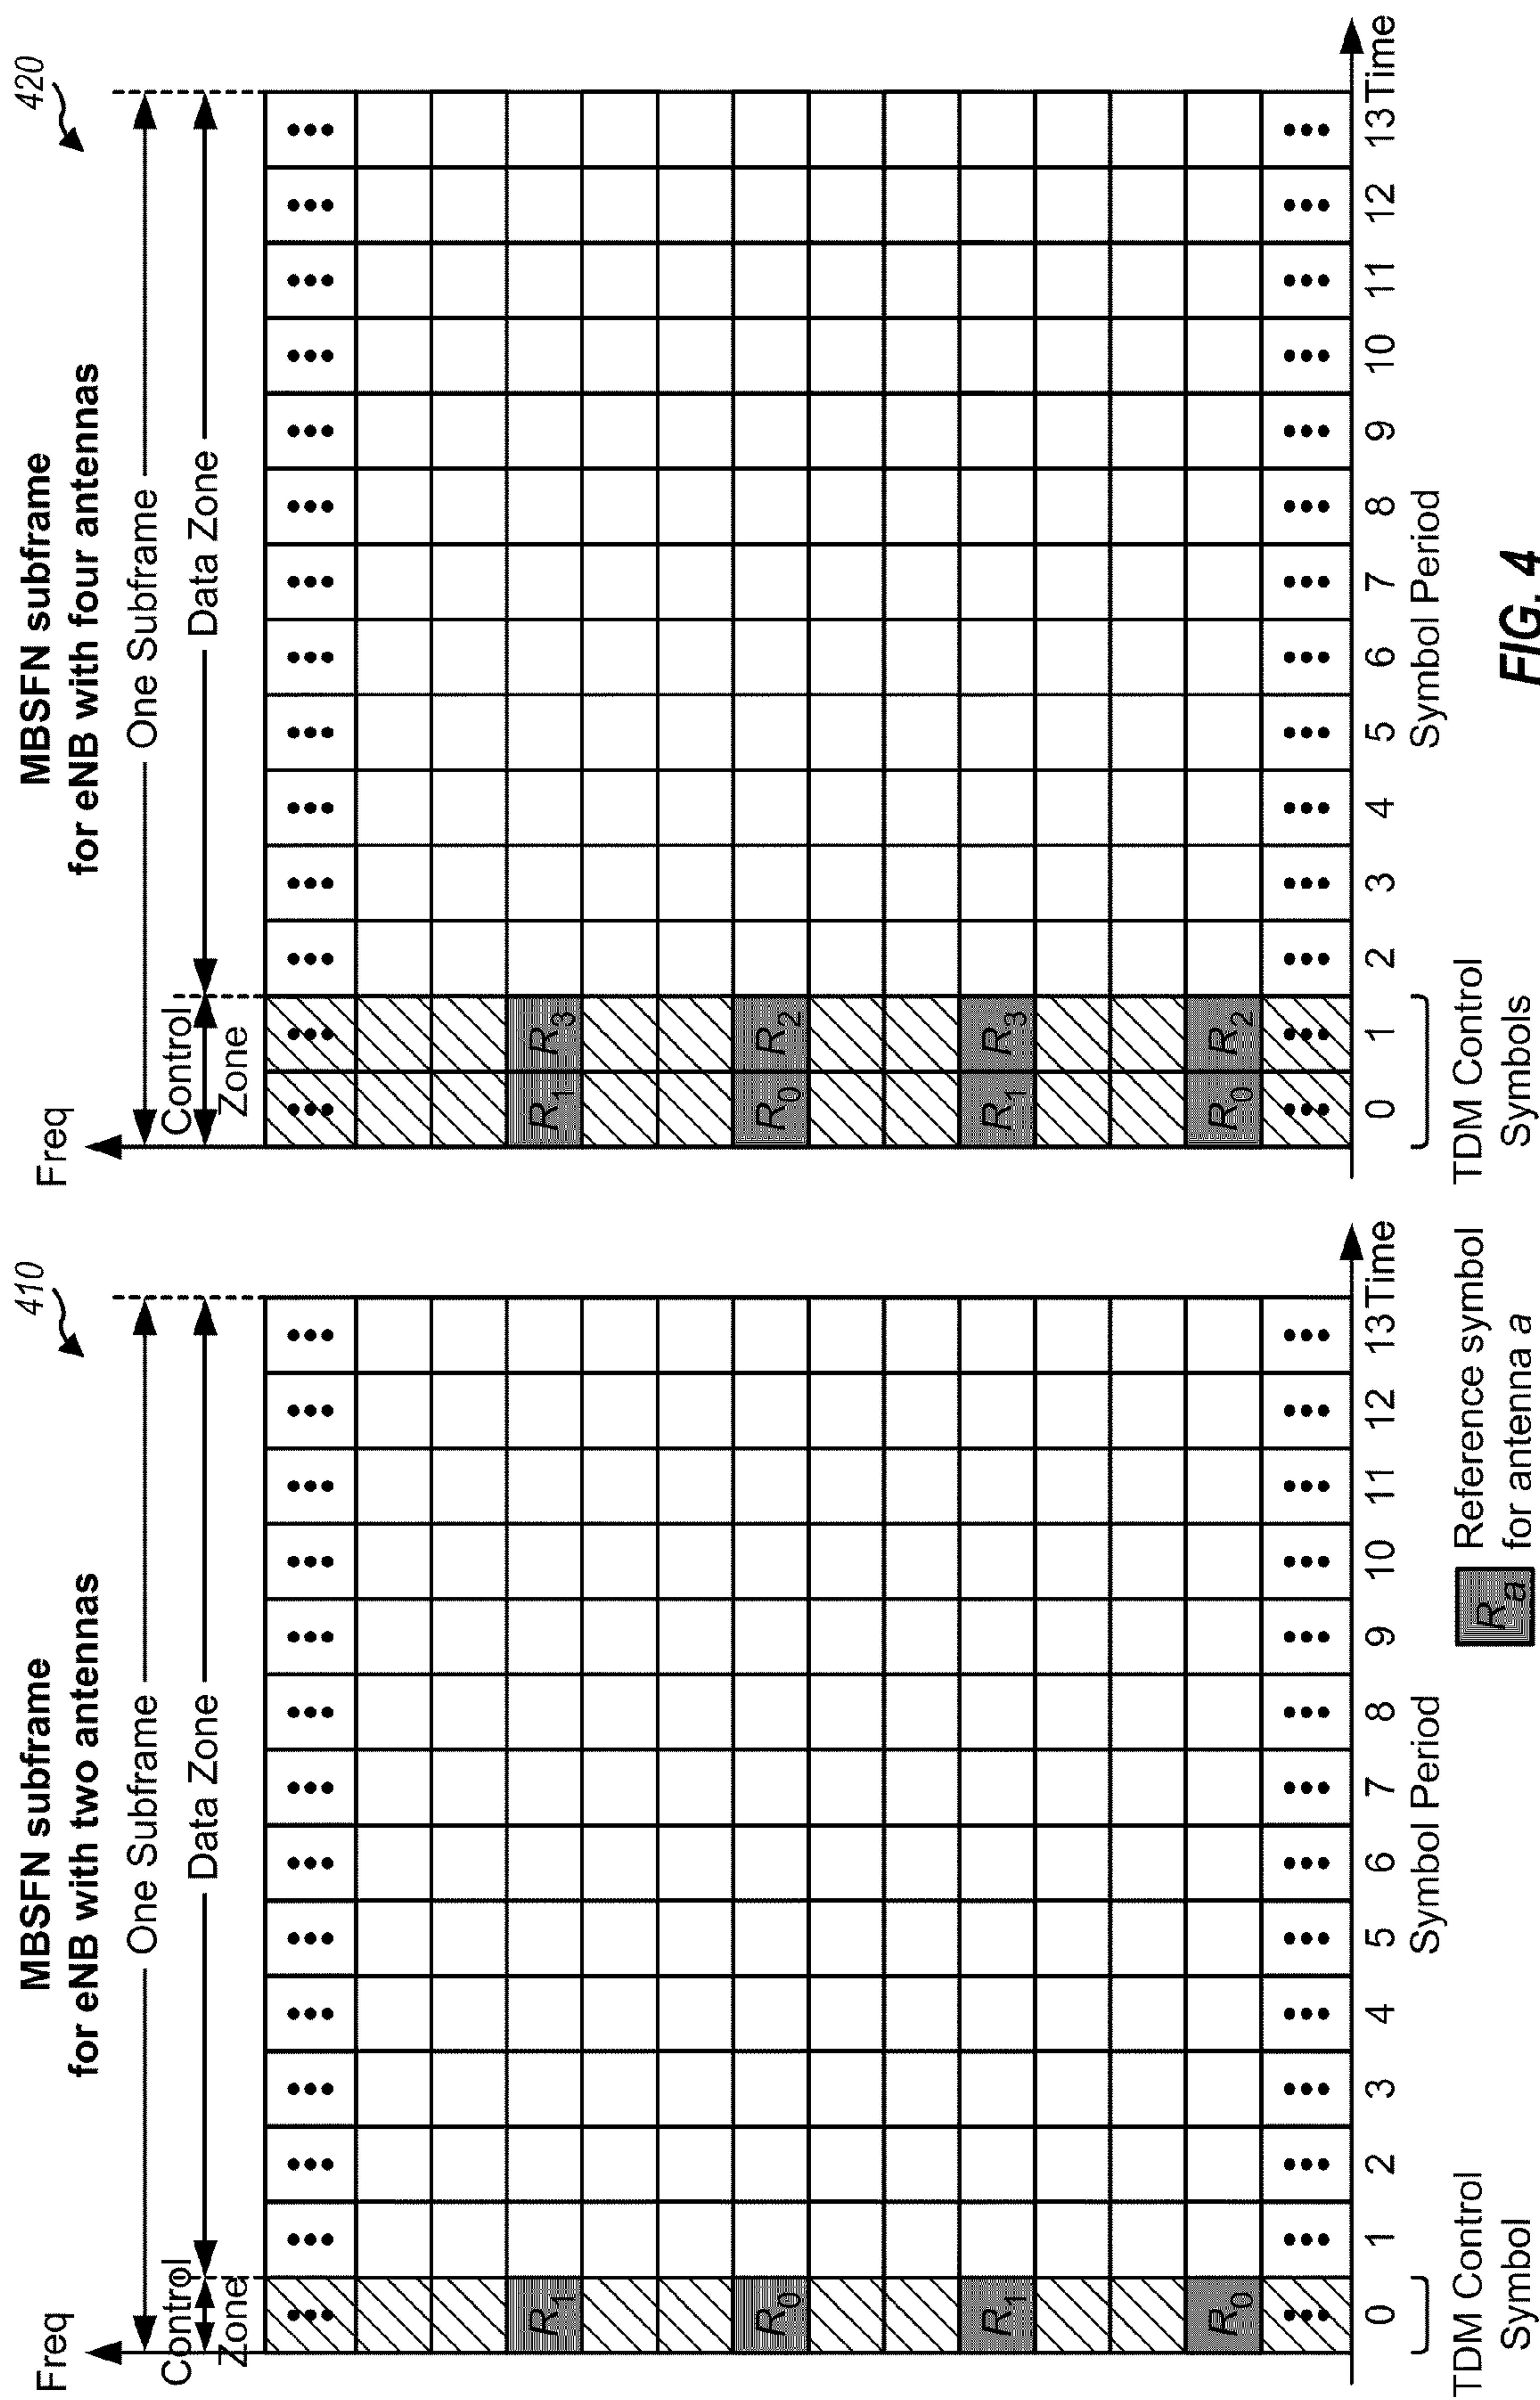 410
MBSFN subframe
for eNB with two antennas
One Subframe
Data Zone
Control
Zone
Freq
••• ••• ••• ••• ••• ••• ••• ••• ••• ••• ••• ••• ••• •••
R1
R0
R1
R0
••• ••• ••• ••• ••• ••• ••• ••• ••• ••• ••• ••• ••• •••
0 1 2 3 4 5 6 7 8 9 10 11 12 13 Time
Symbol Period
TDM Control
Symbol
Ra Reference symbol
for antenna a
420
MBSFN subframe
for eNB with four antennas
One Subframe
Data Zone
Control
Zone
Freq
••• ••• ••• ••• ••• ••• ••• ••• ••• ••• ••• ••• ••• •••
R1 R3
R0 R2
R1 R3
R0 R2
••• ••• ••• ••• ••• ••• ••• ••• ••• ••• ••• ••• ••• •••
0 1 2 3 4 5 6 7 8 9 10 11 12 13 Time
Symbol Period
TDM Control
Symbols
FIG. 4